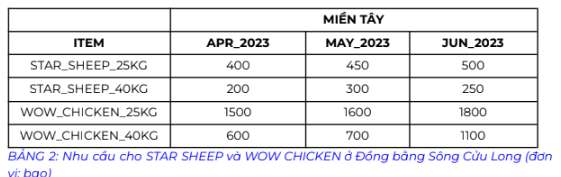 MIỀN TÂY
ITEM APR_2023 MAY_2023 JUN_2023
STAR_SHEEP_25KG 400 450 500
STAR_SHEEP_40KG 200 300 250
WOW_CHICKEN_25KG 1500 1600 1800
WOW_CHICKEN_40KG 600 700 1100
BẢNG 2: Nhu cầu cho STAR SHEEP và WOW CHICKEN ở Đồng bằng Sông Cửu Long (đơn
vị: bao)